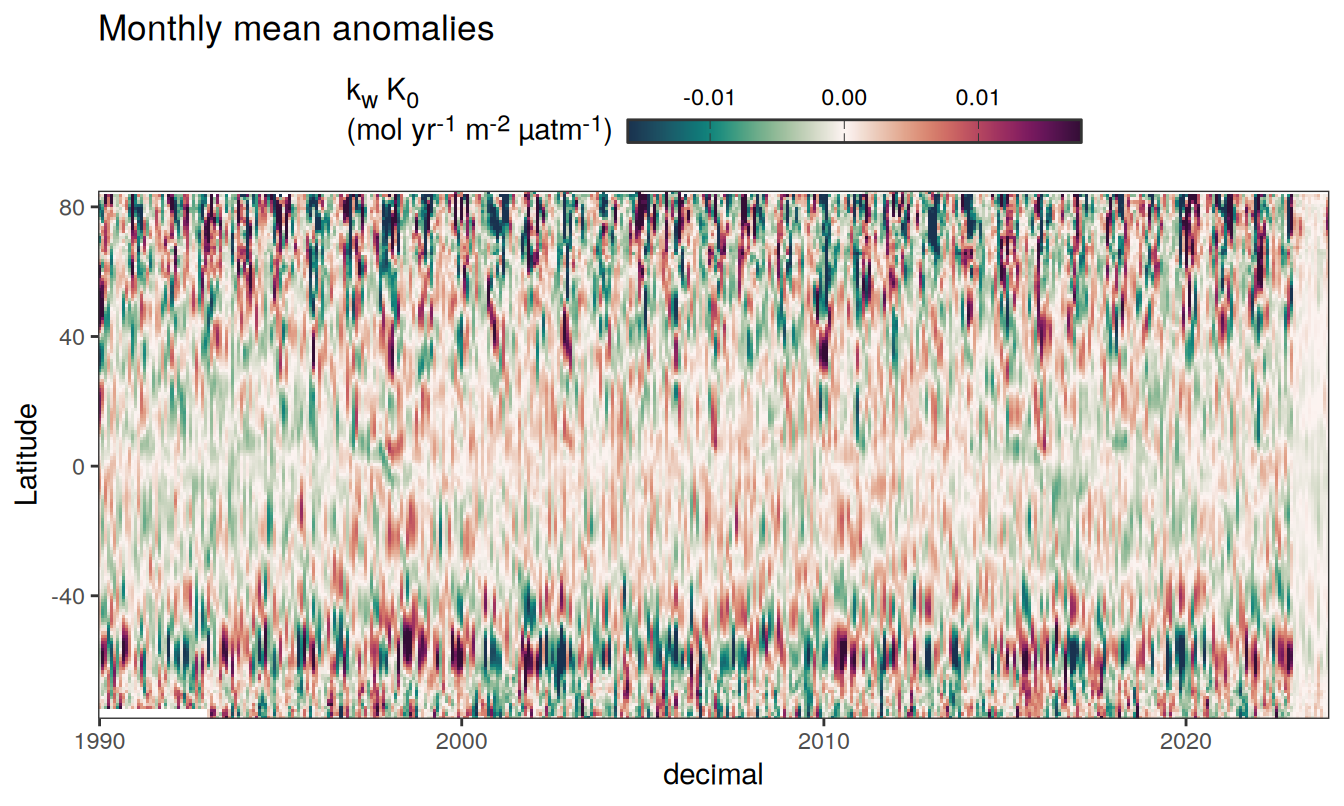 Monthly mean anomalies
k_w K_0
(mol yr^-1 m^-2 µatm^-1)
-0.01 0.00 0.01
80
40
0
-40
Latitude
1990 2000 2010 2020
decimal